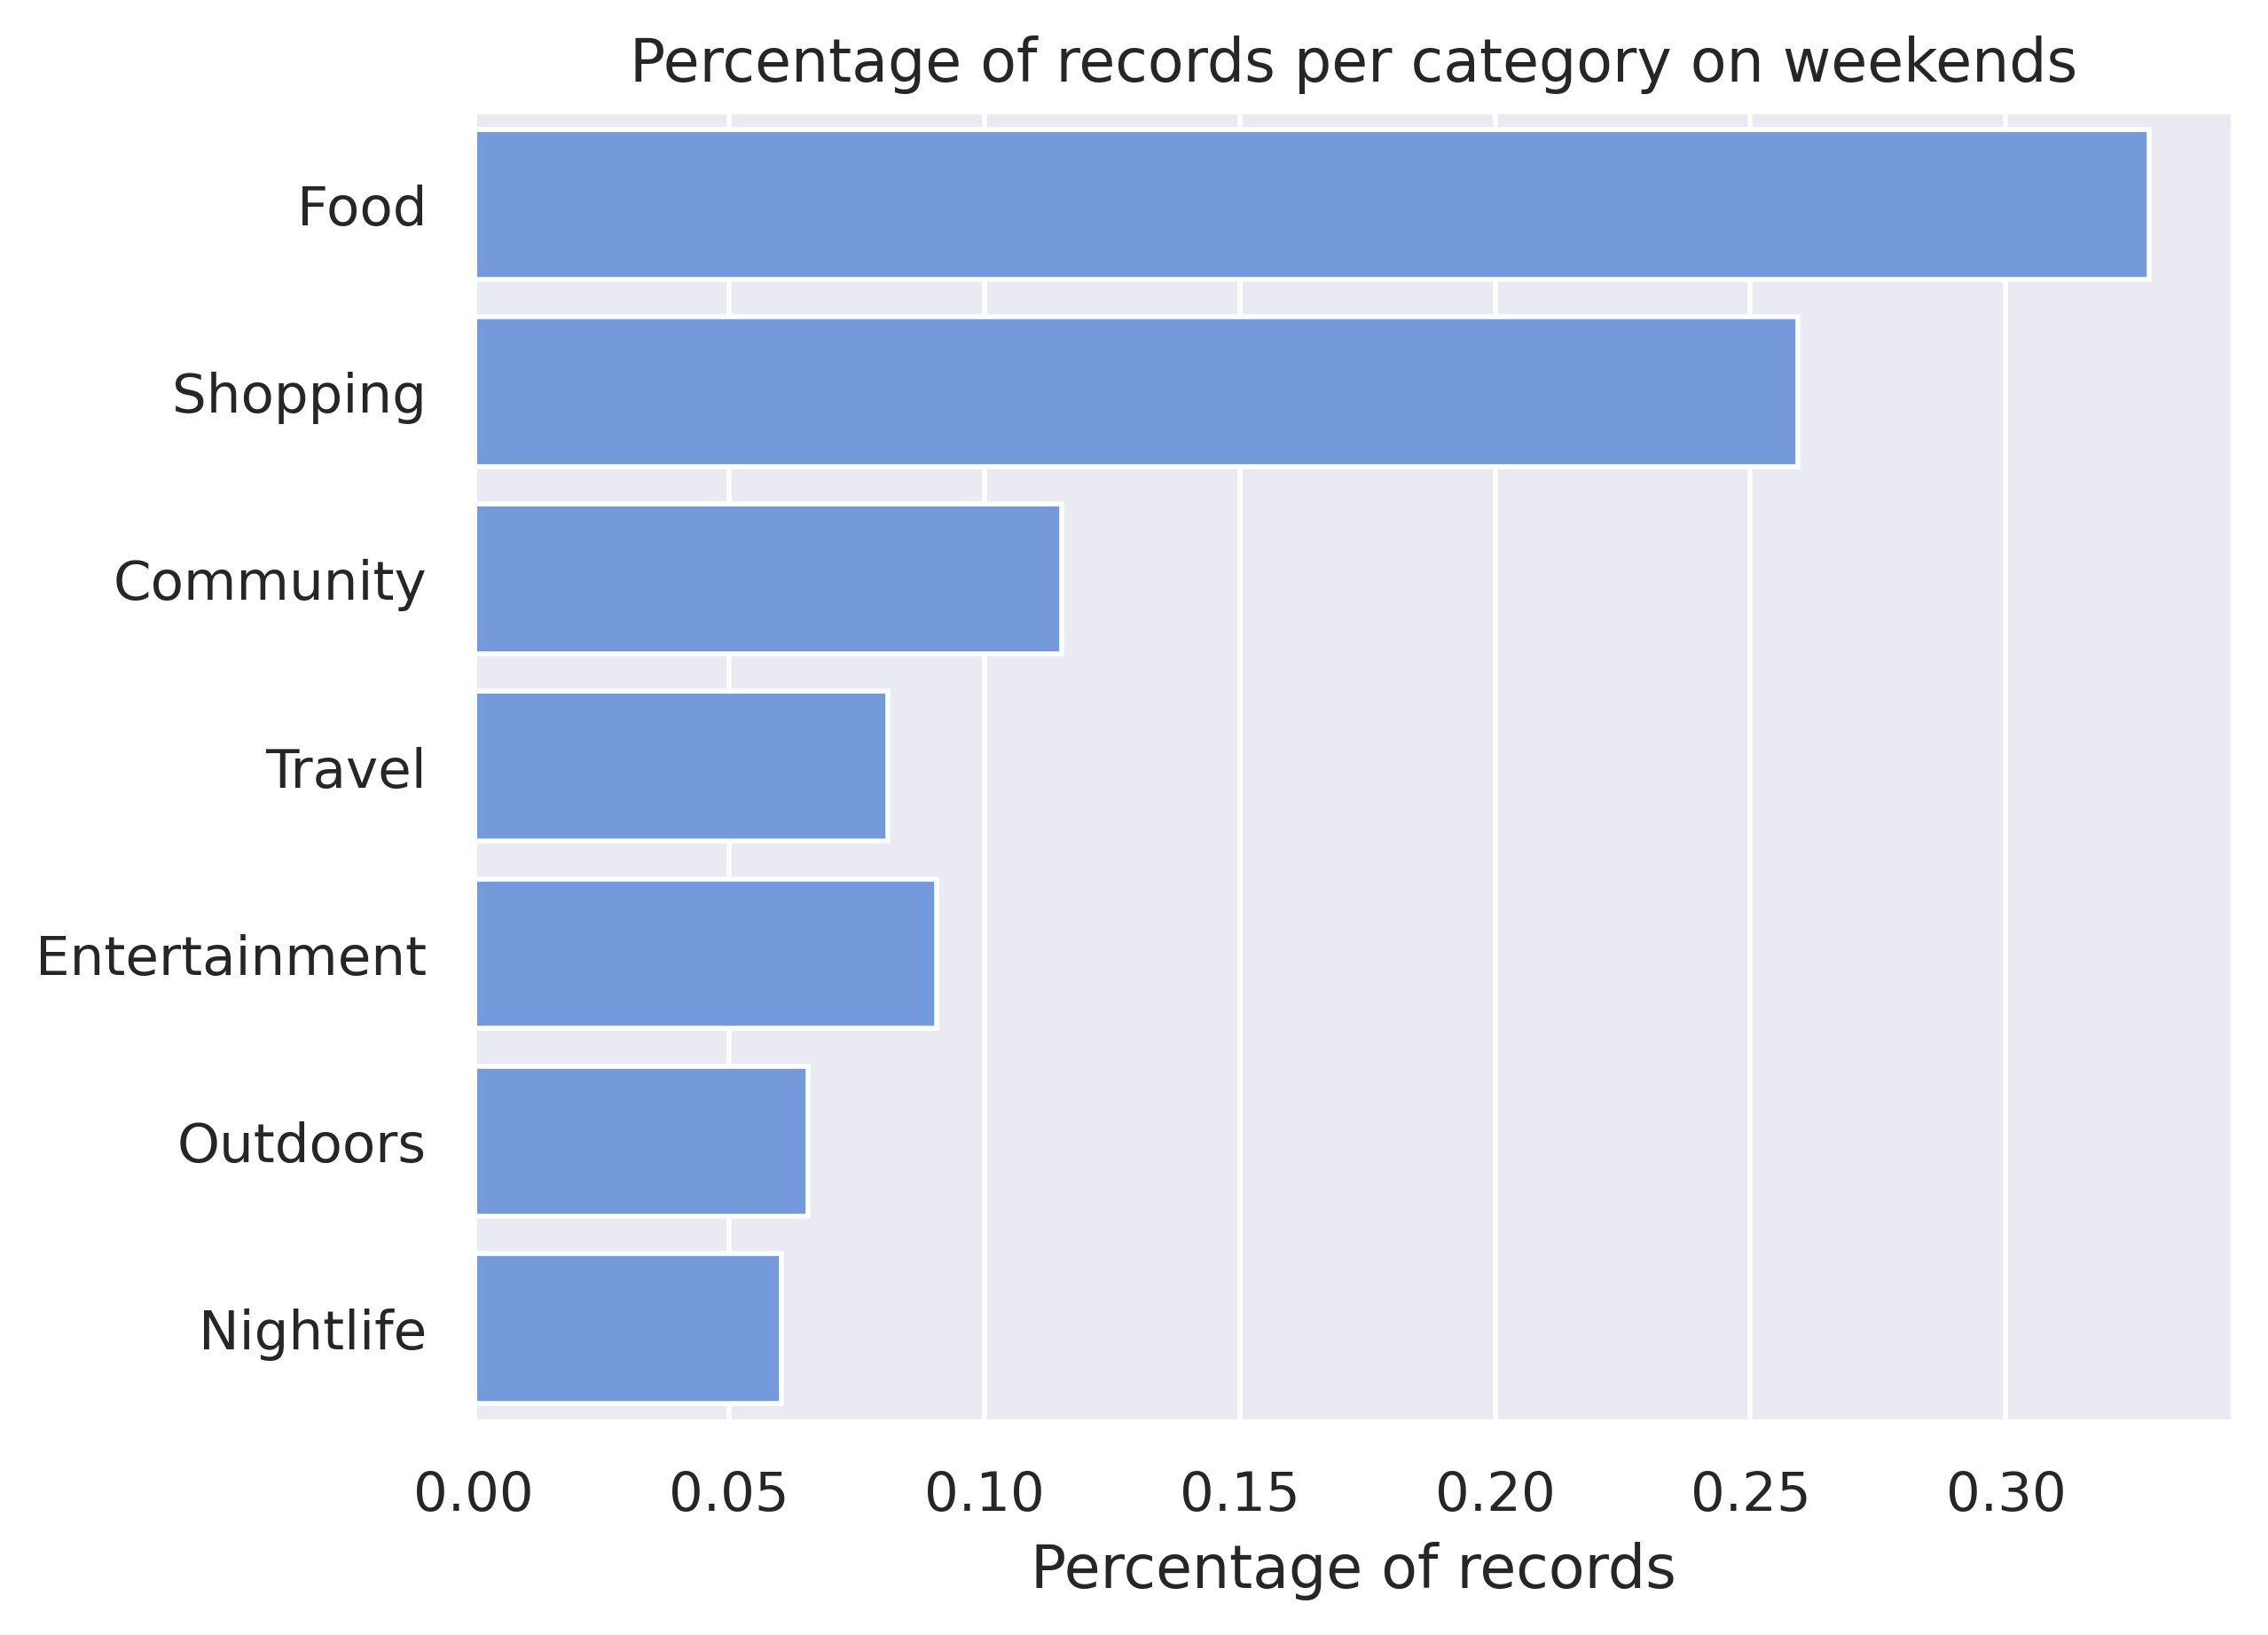 Percentage of records per category on weekends
Food
Shopping
Community
Travel
Entertainment
Outdoors
Nightlife
0.00 0.05 0.10 0.15 0.20 0.25 0.30
Percentage of records